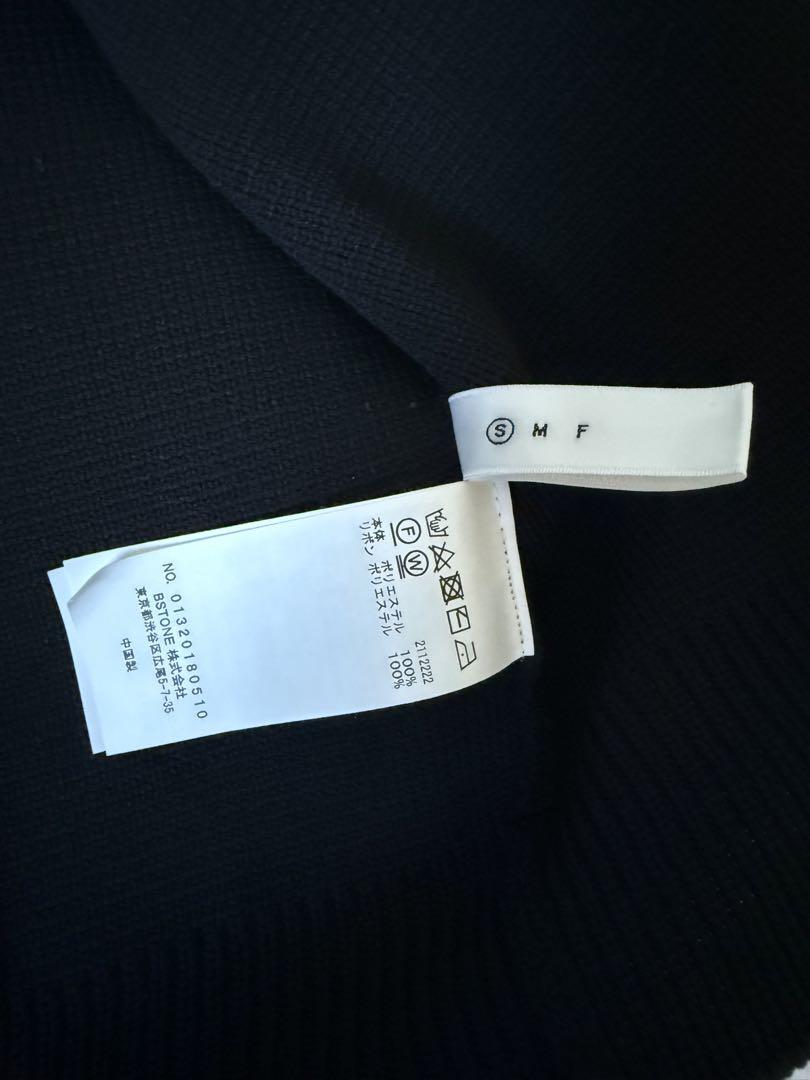 S M F
2112222
本体 ポリエステル 100%
リボン ポリエステル 100%
F W
NO. 01320180510
BSTONE 株式会社
東京都渋谷区広尾5-7-35
中国製